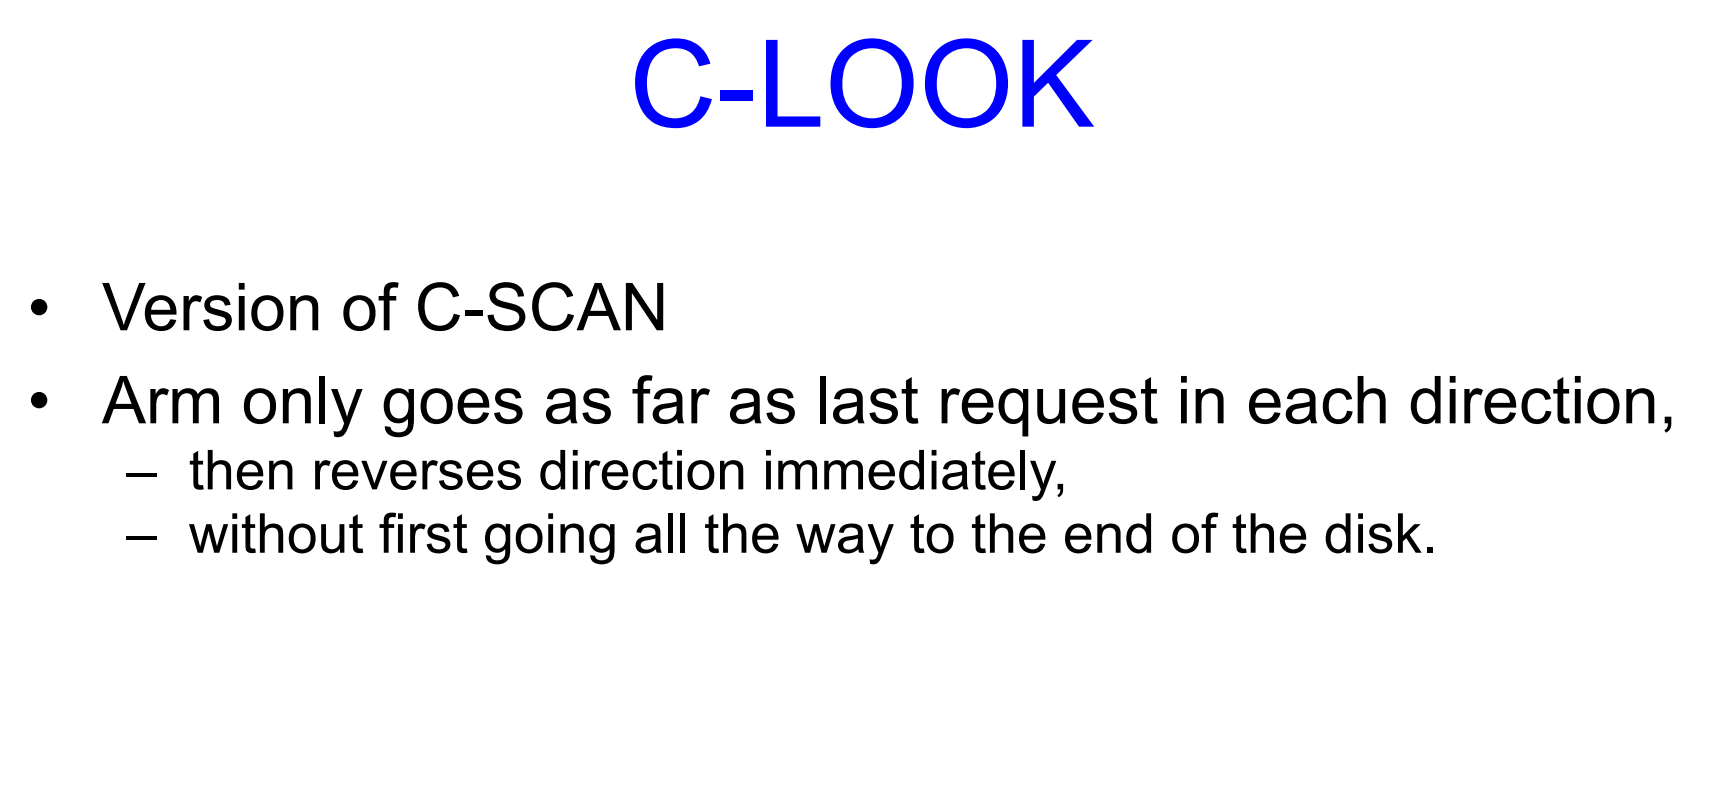 C-LOOK
• Version of C-SCAN
• Arm only goes as far as last request in each direction,
– then reverses direction immediately,
– without first going all the way to the end of the disk.